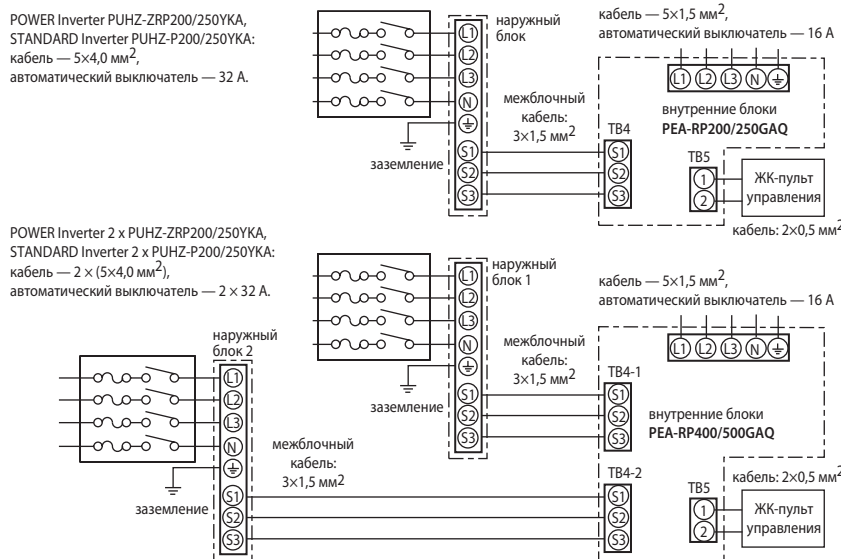 POWER Inverter PUHZ-ZRP200/250YKA,
STANDARD Inverter PUHZ-P200/250YKA:
кабель — 5×4,0 мм²,
автоматический выключатель — 32 А.
наружный
блок
L1
L2
L3
N
S1
S2
S3
заземление
межблочный
кабель:
3×1,5 мм²
TB4
S1
S2
S3
кабель — 5×1,5 мм²,
автоматический выключатель — 16 А
L1 L2 L3 N
внутренние блоки
PEA-RP200/250GAQ
TB5
1
2
ЖК-пульт
управления
кабель: 2×0,5 мм²
POWER Inverter 2 x PUHZ-ZRP200/250YKA,
STANDARD Inverter 2 x PUHZ-P200/250YKA:
кабель — 2 × (5×4,0 мм²),
автоматический выключатель — 2 × 32 А.
наружный
блок 1
L1
L2
L3
N
S1
S2
S3
заземление
межблочный
кабель:
3×1,5 мм²
TB4-1
S1
S2
S3
кабель — 5×1,5 мм²,
автоматический выключатель — 16 А
L1 L2 L3 N
внутренние блоки
PEA-RP400/500GAQ
наружный
блок 2
L1
L2
L3
N
S1
S2
S3
заземление
межблочный
кабель:
3×1,5 мм²
TB4-2
S1
S2
S3
TB5
1
2
кабель: 2×0,5 мм²
ЖК-пульт
управления